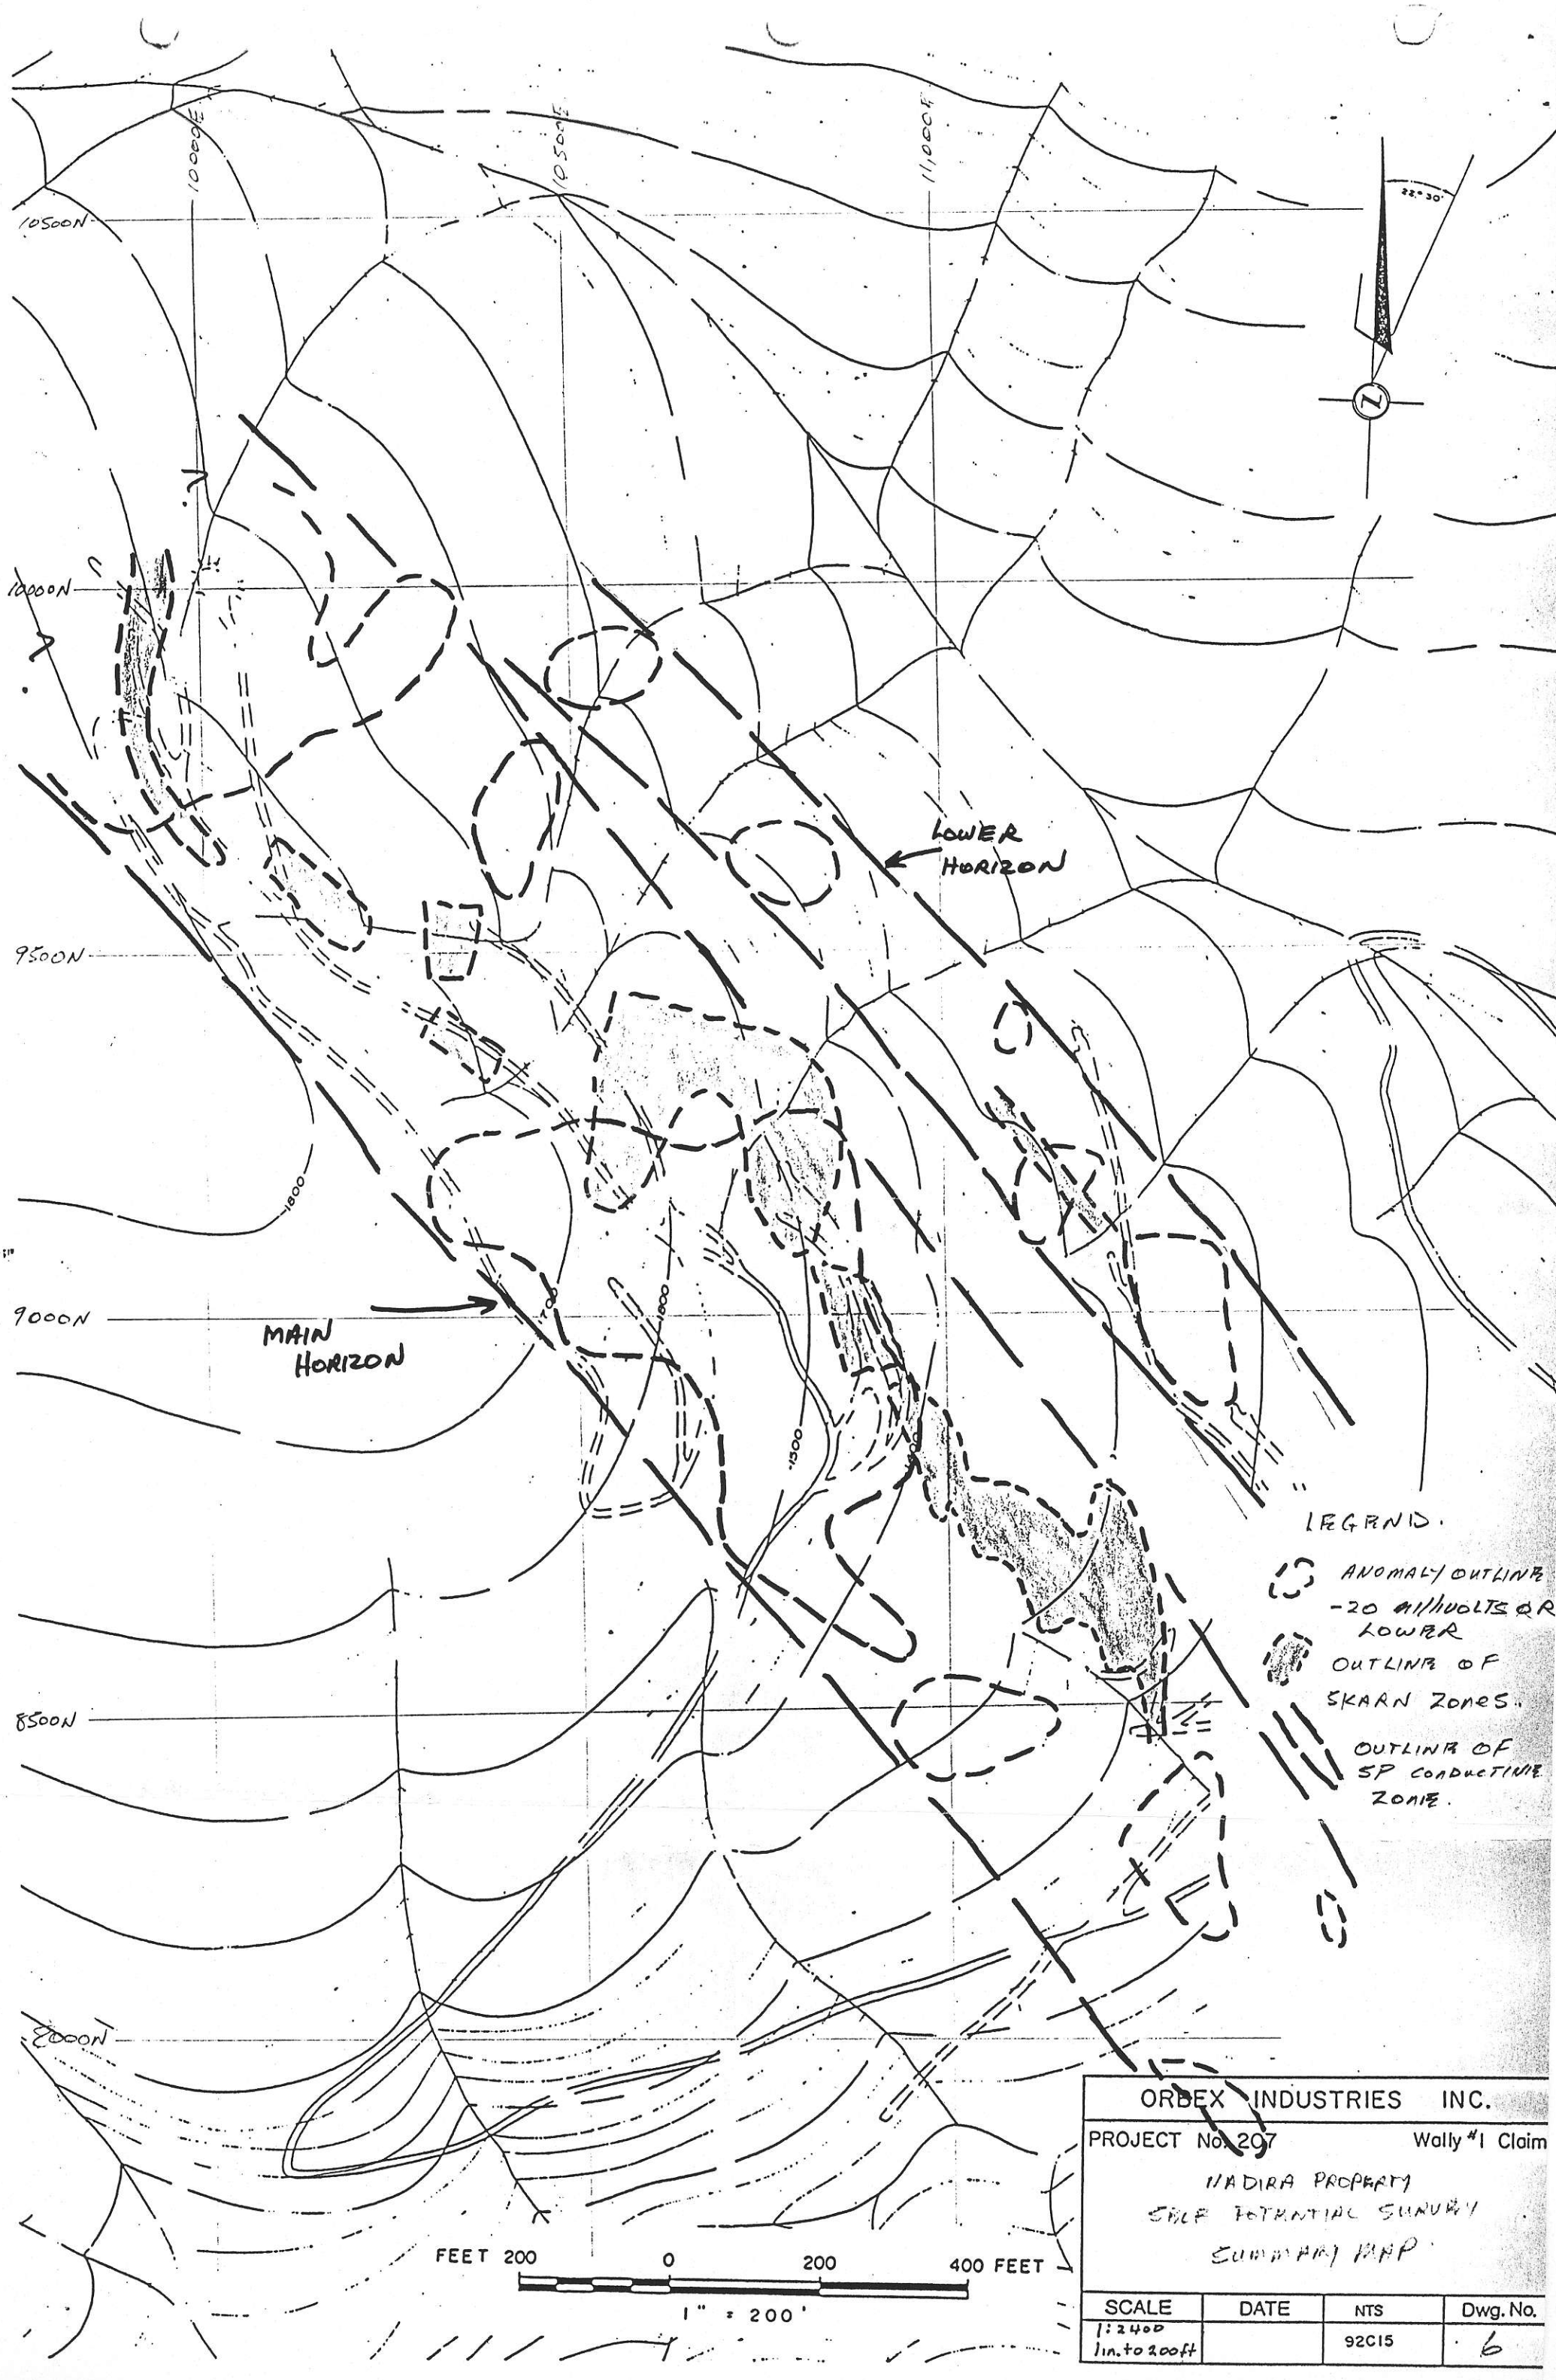 10000E
10500E
11,000E
10500N
22° 30'
N
10000N
LOWER
HORIZON
9500N
1800
9000N
MAIN
HORIZON
1800
1500
LEGEND.
ANOMALY OUTLINE
-20 millivolts OR
LOWER
OUTLINE OF
SKARN ZONES.
8500N
OUTLINE OF
SP CONDUCTIVE
ZONE.
8000N
ORBEX INDUSTRIES INC.
PROJECT No. 207 Wally #1 Claim
NADIRA PROPERTY
SELF POTENTIAL SURVEY
SUMMARY MAP
FEET 200 0 200 400 FEET
1" = 200'
SCALE DATE NTS Dwg. No.
1:2400
1in. to 200ft 92C15 6